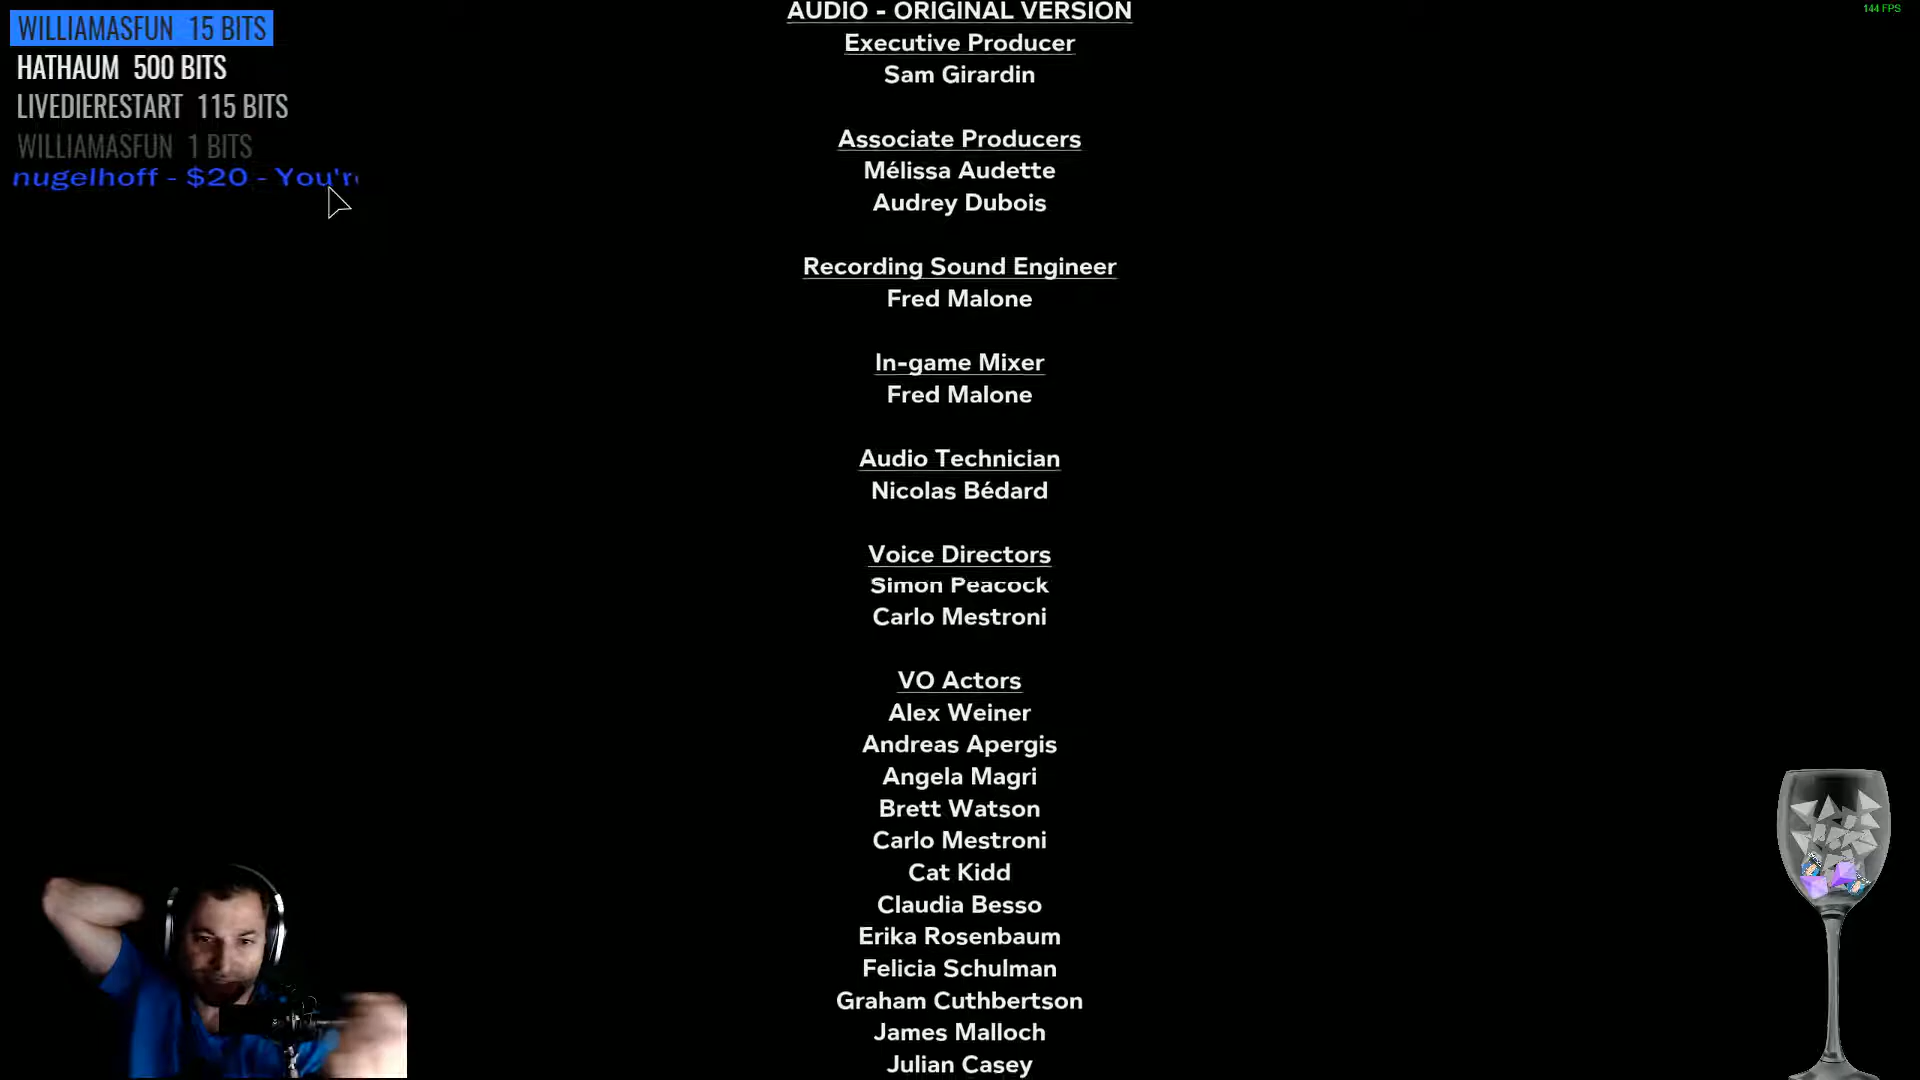 WILLIAMASFUN 15 BITS
HATHAUM 500 BITS
LIVEDIERESTART 115 BITS
WILLIAMASFUN 1 BITS
nugelhoff - $20 - You'r
144 FPS
AUDIO - ORIGINAL VERSION
Executive Producer
Sam Girardin
Associate Producers
Mélissa Audette
Audrey Dubois
Recording Sound Engineer
Fred Malone
In-game Mixer
Fred Malone
Audio Technician
Nicolas Bédard
Voice Directors
Simon Peacock
Carlo Mestroni
VO Actors
Alex Weiner
Andreas Apergis
Angela Magri
Brett Watson
Carlo Mestroni
Cat Kidd
Claudia Besso
Erika Rosenbaum
Felicia Schulman
Graham Cuthbertson
James Malloch
Julian Casey